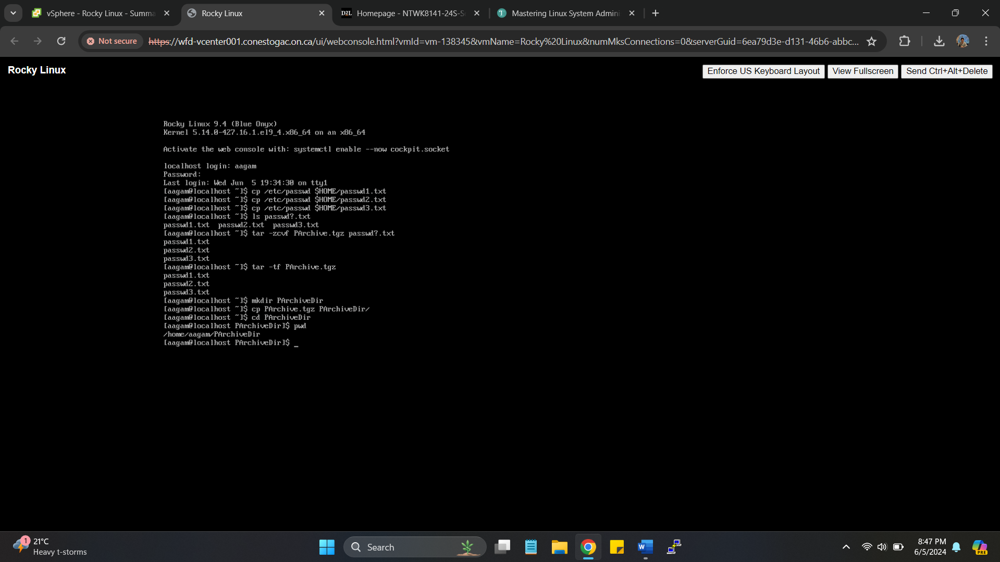 vSphere - Rocky Linux - Summa
Rocky Linux
D2L Homepage - NTWK8141-24S-S
Mastering Linux System Admini
Not secure
https://wfd-vcenter001.conestogac.on.ca/ui/webconsole.html?vmId=vm-138345&vmName=Rocky%20Linux&numMksConnections=0&serverGuid=6ea79d3e-d131-46b6-abbc...
Rocky Linux
Enforce US Keyboard Layout
View Fullscreen
Send Ctrl+Alt+Delete
Rocky Linux 9.4 (Blue Onyx)
Kernel 5.14.0-427.16.1.el9_4.x86_64 on an x86_64
Activate the web console with: systemctl enable --now cockpit.socket
localhost login: aagam
Password:
Last login: Wed Jun  5 19:34:30 on tty1
[aagam@localhost ~]$ cp /etc/passwd $HOME/passwd1.txt
[aagam@localhost ~]$ cp /etc/passwd $HOME/passwd2.txt
[aagam@localhost ~]$ cp /etc/passwd $HOME/passwd3.txt
[aagam@localhost ~]$ ls passwd?.txt
passwd1.txt  passwd2.txt  passwd3.txt
[aagam@localhost ~]$ tar -zcvf PArchive.tgz passwd?.txt
passwd1.txt
passwd2.txt
passwd3.txt
[aagam@localhost ~]$ tar -tf PArchive.tgz
passwd1.txt
passwd2.txt
passwd3.txt
[aagam@localhost ~]$ mkdir PArchiveDir
[aagam@localhost ~]$ cp PArchive.tgz PArchiveDir/
[aagam@localhost ~]$ cd PArchiveDir
[aagam@localhost PArchiveDir]$ pwd
/home/aagam/PArchiveDir
[aagam@localhost PArchiveDir]$ _
1
21°C
Heavy t-storms
Search
W
8:47 PM
6/5/2024
PRE